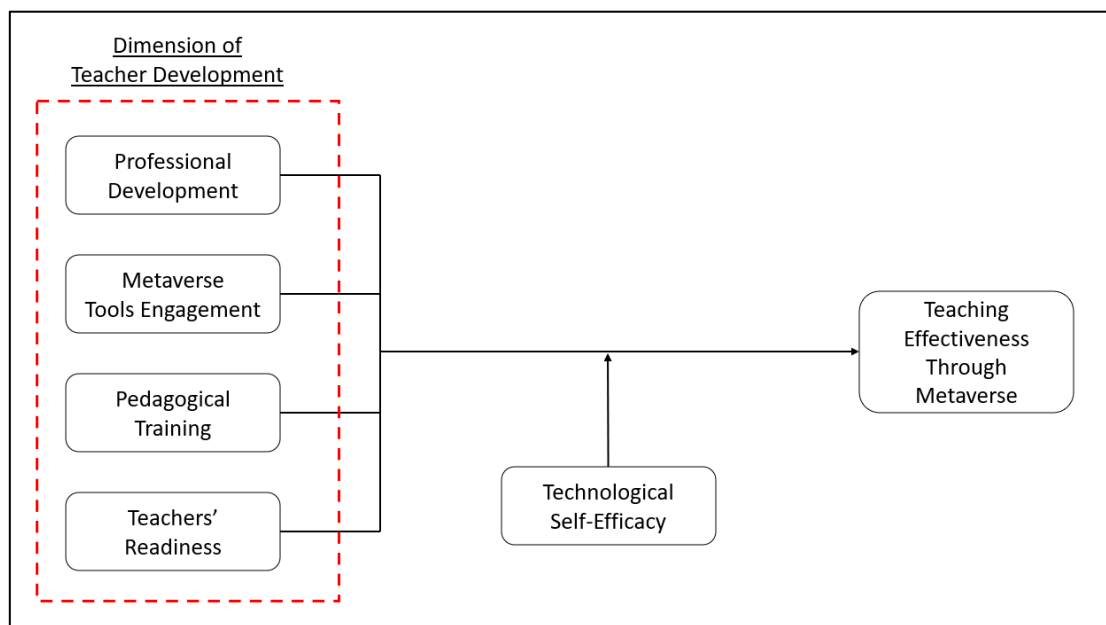 Dimension of
Teacher Development
Professional
Development
Metaverse
Tools Engagement
Pedagogical
Training
Teachers’
Readiness
Technological
Self-Efficacy
Teaching
Effectiveness
Through
Metaverse